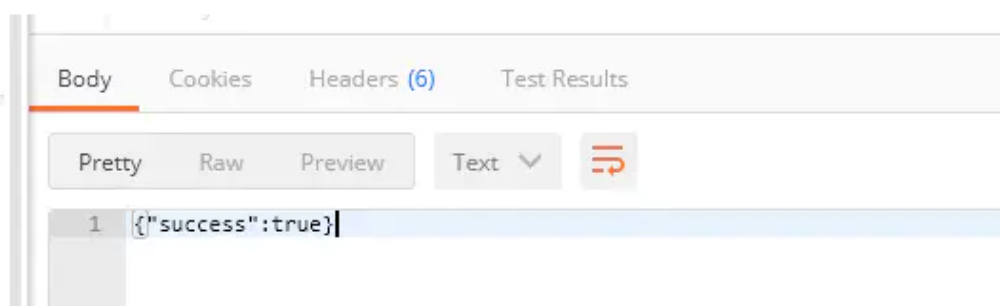 Body Cookies Headers (6) Test Results
Pretty Raw Preview Text
1 {"success":true}